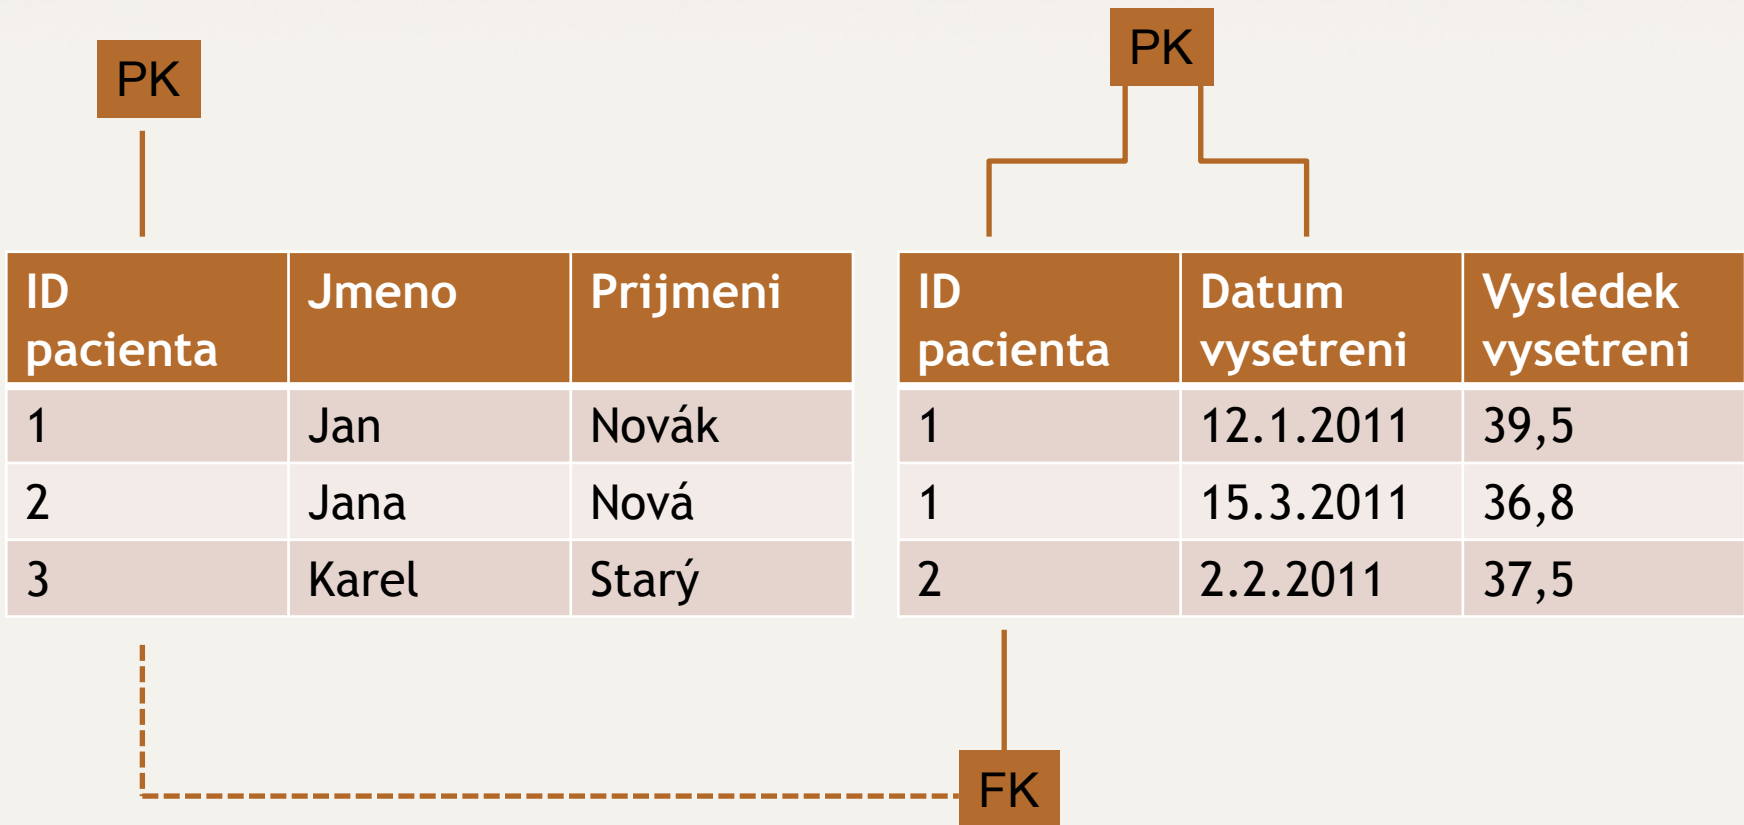 PK
PK
ID pacienta Jmeno Prijmeni
1 Jan Novák
2 Jana Nová
3 Karel Starý
ID pacienta Datum vysetreni Vysledek vysetreni
1 12.1.2011 39,5
1 15.3.2011 36,8
2 2.2.2011 37,5
FK